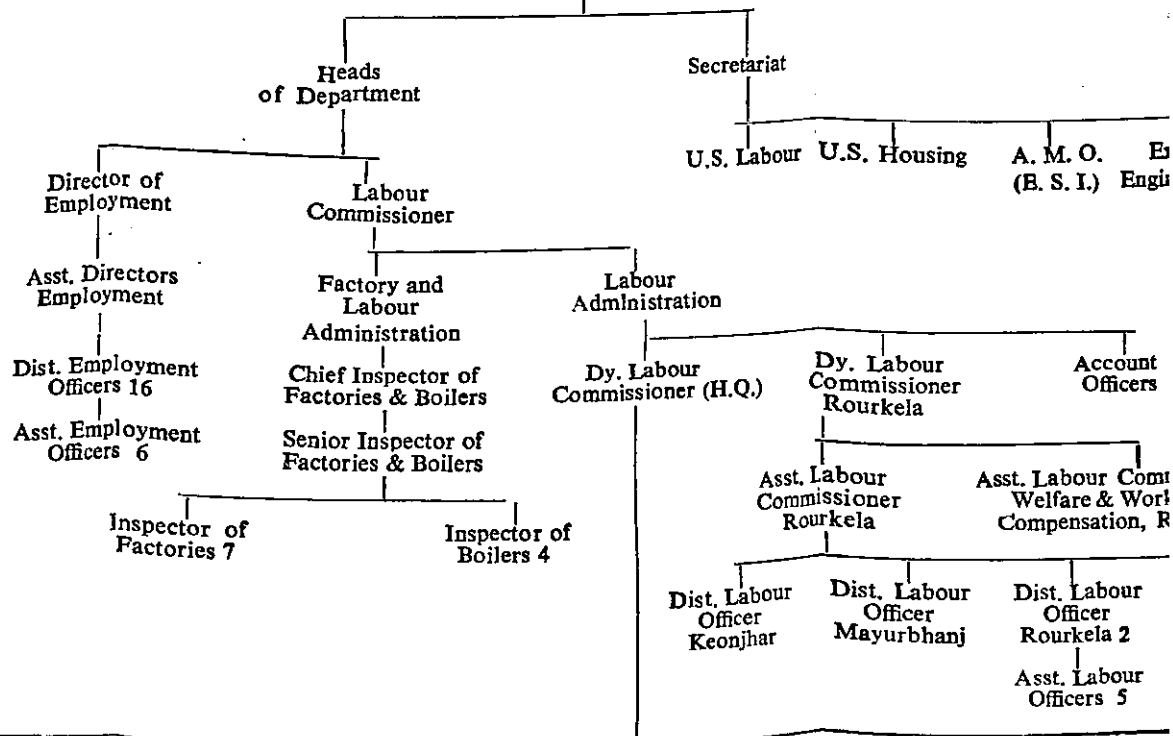 Heads
of Department
Secretariat
Director of
Employment
Labour
Commissioner
U.S. Labour
U.S. Housing
A. M. O.
(E. S. I.)
Asst. Directors
Employment
Factory and
Labour
Administration
Labour
Administration
Dist. Employment
Officers 16
Chief Inspector of
Factories & Boilers
Dy. Labour
Commissioner (H.Q.)
Dy. Labour
Commissioner
Rourkela
Account
Officers
Asst. Employment
Officers 6
Senior Inspector of
Factories & Boilers
Asst. Labour
Commissioner
Rourkela
Asst. Labour
Welfare &
Compensation,
Inspector of
Factories 7
Inspector of
Boilers 4
Dist. Labour
Officer
Keonjhar
Dist. Labour
Officer
Mayurbhanj
Dist. Labour
Officer
Rourkela 2
Asst. Labour
Officers 5